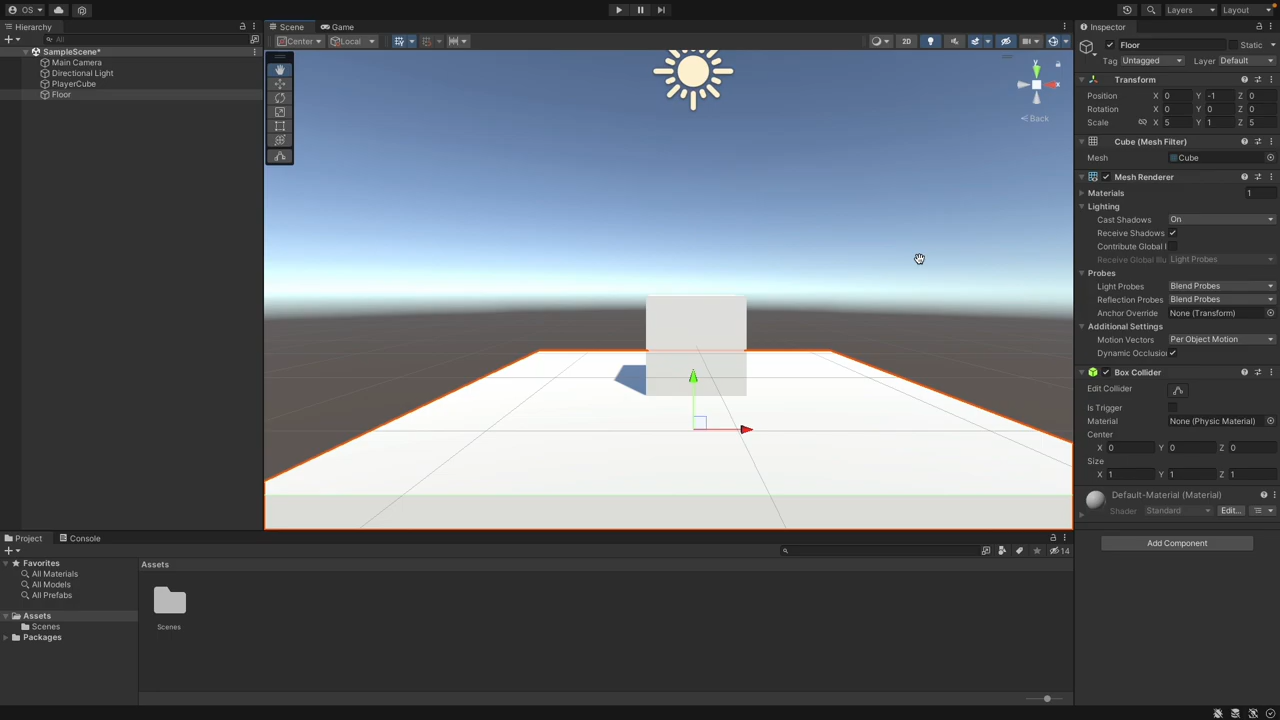 OS
Layers
Layout
Hierarchy
All
SampleScene*
Main Camera
Directional Light
PlayerCube
Floor
Scene
Game
Center
Local
2D
y
x
Back
Inspector
Floor
Static
Tag Untagged
Layer Default
Transform
Position X 0 Y -1 Z 0
Rotation X 0 Y 0 Z 0
Scale X 5 Y 1 Z 5
Cube (Mesh Filter)
Mesh Cube
Mesh Renderer
Materials 1
Lighting
Cast Shadows On
Receive Shadows
Contribute Global I
Receive Global Illu Light Probes
Probes
Light Probes Blend Probes
Reflection Probes Blend Probes
Anchor Override None (Transform)
Additional Settings
Motion Vectors Per Object Motion
Dynamic Occlusion
Box Collider
Edit Collider
Is Trigger
Material None (Physic Material)
Center
X 0 Y 0 Z 0
Size
X 1 Y 1 Z 1
Default-Material (Material)
Shader Standard Edit...
Add Component
Project
Console
14
Favorites
All Materials
All Models
All Prefabs
Assets
Scenes
Packages
Assets
Scenes